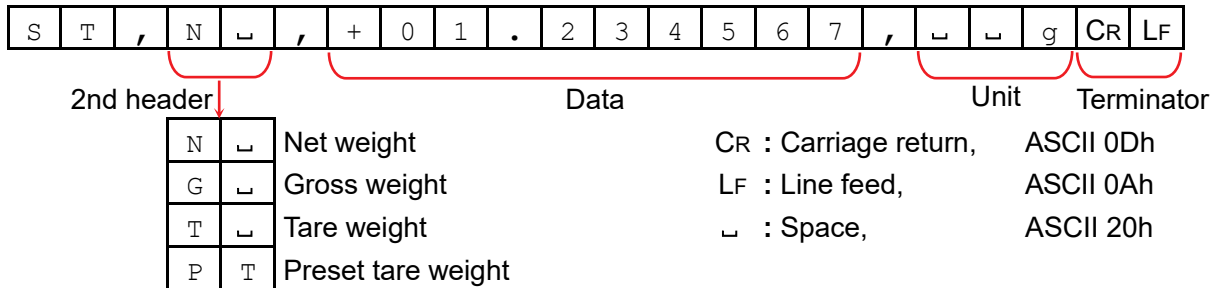 S T , N ␣ , + 0 1 . 2 3 4 5 6 7 , ␣ ␣ g CR LF
2nd header Data Unit Terminator
N ␣ Net weight CR : Carriage return, ASCII 0Dh
G ␣ Gross weight LF : Line feed, ASCII 0Ah
T ␣ Tare weight ␣ : Space, ASCII 20h
P T Preset tare weight